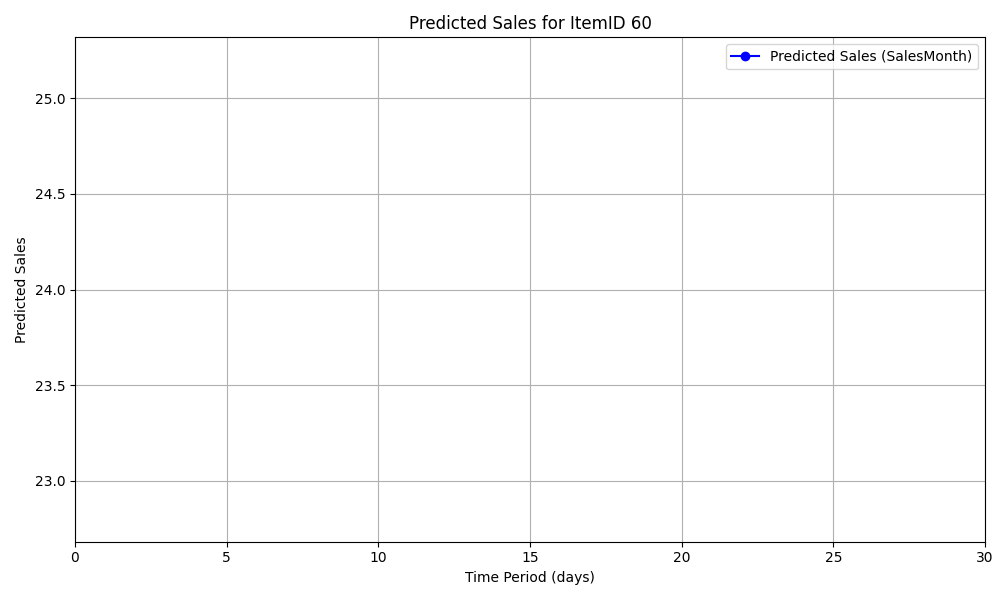 Predicted Sales for ItemID 60
Predicted Sales (SalesMonth)
25.0
24.5
24.0
23.5
23.0
Predicted Sales
0 5 10 15 20 25 30
Time Period (days)